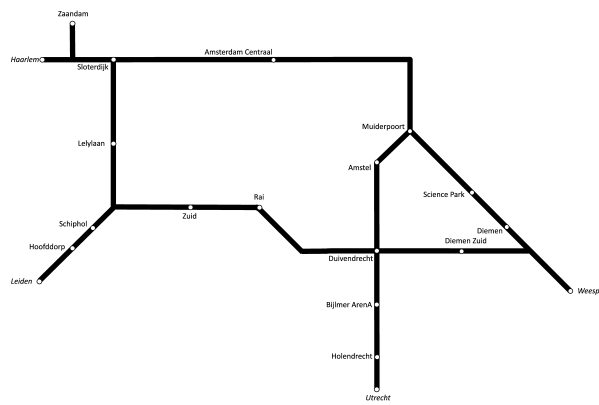 Zaandam
Haarlem
Amsterdam Centraal
Sloterdijk
Muiderpoort
Lelylaan
Amstel
Science Park
Rai
Zuid
Schiphol
Diemen
Diemen Zuid
Hoofddorp
Duivendrecht
Leiden
Weesp
Bijlmer ArenA
Holendrecht
Utrecht